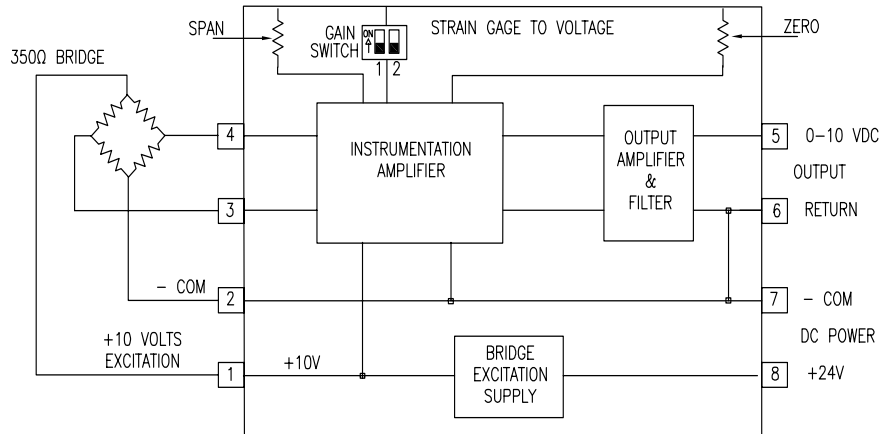 SPAN
GAIN
SWITCH
ON
1 2
STRAIN GAGE TO VOLTAGE
ZERO
350Ω BRIDGE
4
INSTRUMENTATION
AMPLIFIER
OUTPUT
AMPLIFIER
&
FILTER
5 0-10 VDC
OUTPUT
3
6 RETURN
- COM 2
7 - COM
DC POWER
+10 VOLTS
EXCITATION
1
+10V
BRIDGE
EXCITATION
SUPPLY
8 +24V